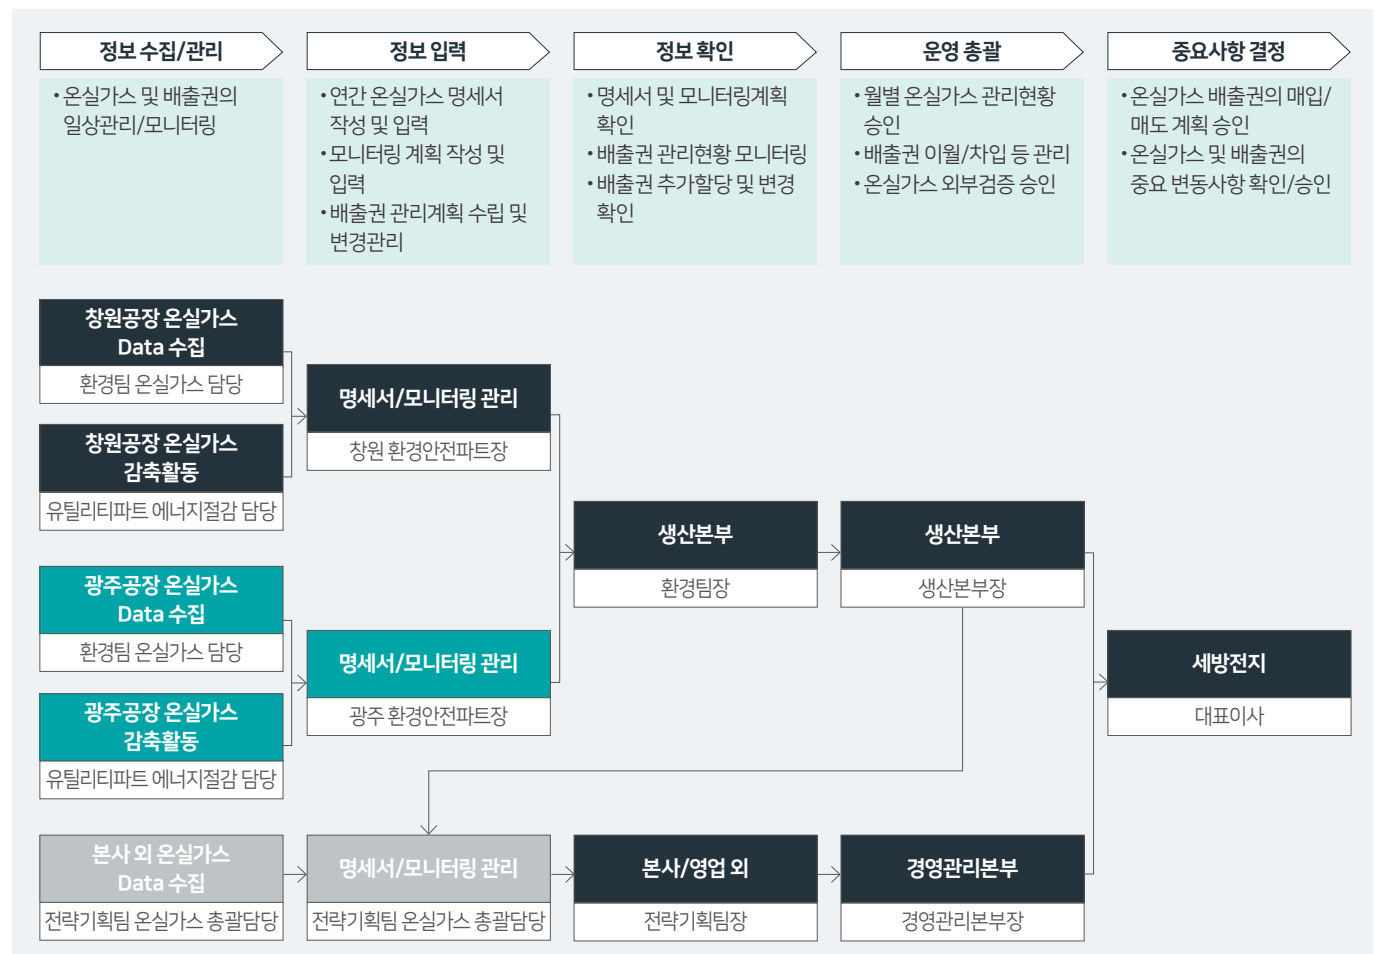 정보 수집/관리
• 온실가스 및 배출권의
일상관리/모니터링
정보 입력
• 연간 온실가스 명세서
작성 및 입력
• 모니터링 계획 작성 및
입력
• 배출권 관리계획 수립 및
변경관리
정보 확인
• 명세서 및 모니터링계획
확인
• 배출권 관리현황 모니터링
• 배출권 추가할당 및 변경
확인
운영 총괄
• 월별 온실가스 관리현황
승인
• 배출권 이월/차입 등 관리
• 온실가스 외부검증 승인
중요사항 결정
• 온실가스 배출권의 매입/
매도 계획 승인
• 온실가스 및 배출권의
중요 변동사항 확인/승인
창원공장 온실가스
Data 수집
환경팀 온실가스 담당
창원공장 온실가스
감축활동
유틸리티파트 에너지절감 담당
명세서/모니터링 관리
창원 환경안전파트장
광주공장 온실가스
Data 수집
환경팀 온실가스 담당
광주공장 온실가스
감축활동
유틸리티파트 에너지절감 담당
명세서/모니터링 관리
광주 환경안전파트장
생산본부
환경팀장
생산본부
생산본부장
세방전지
대표이사
본사 외 온실가스
Data 수집
전략기획팀 온실가스 총괄담당
명세서/모니터링 관리
전략기획팀 온실가스 총괄담당
본사/영업 외
전략기획팀장
경영관리본부
경영관리본부장